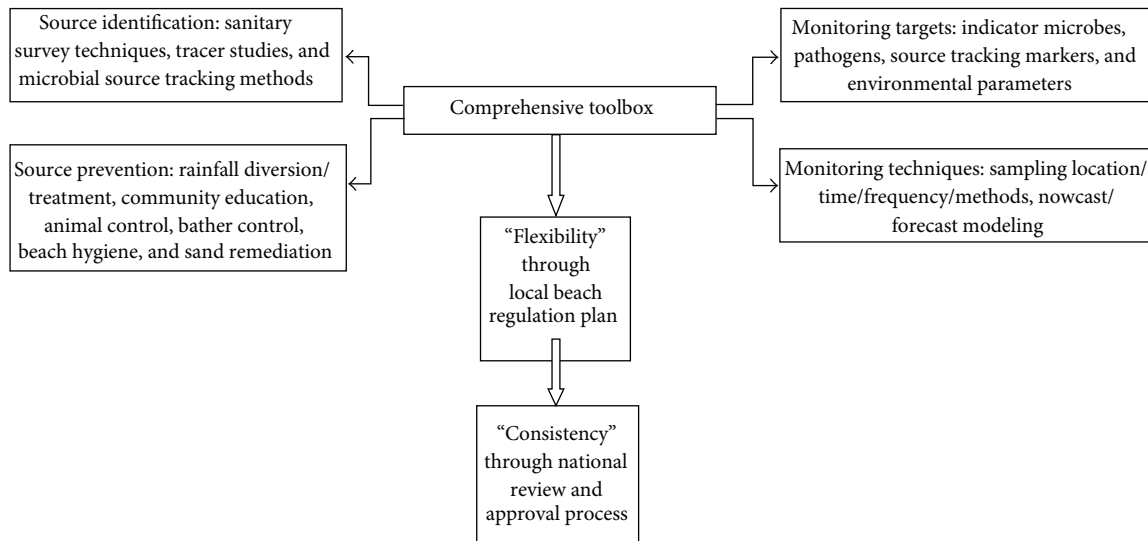 Source identification: sanitary
survey techniques, tracer studies, and
microbial source tracking methods
Monitoring targets: indicator microbes,
pathogens, source tracking markers, and
environmental parameters
Comprehensive toolbox
Source prevention: rainfall diversion/
treatment, community education,
animal control, bather control,
beach hygiene, and sand remediation
Monitoring techniques: sampling location/
time/frequency/methods, nowcast/
forecast modeling
“Flexibility”
through
local beach
regulation plan
“Consistency”
through national
review and
approval process